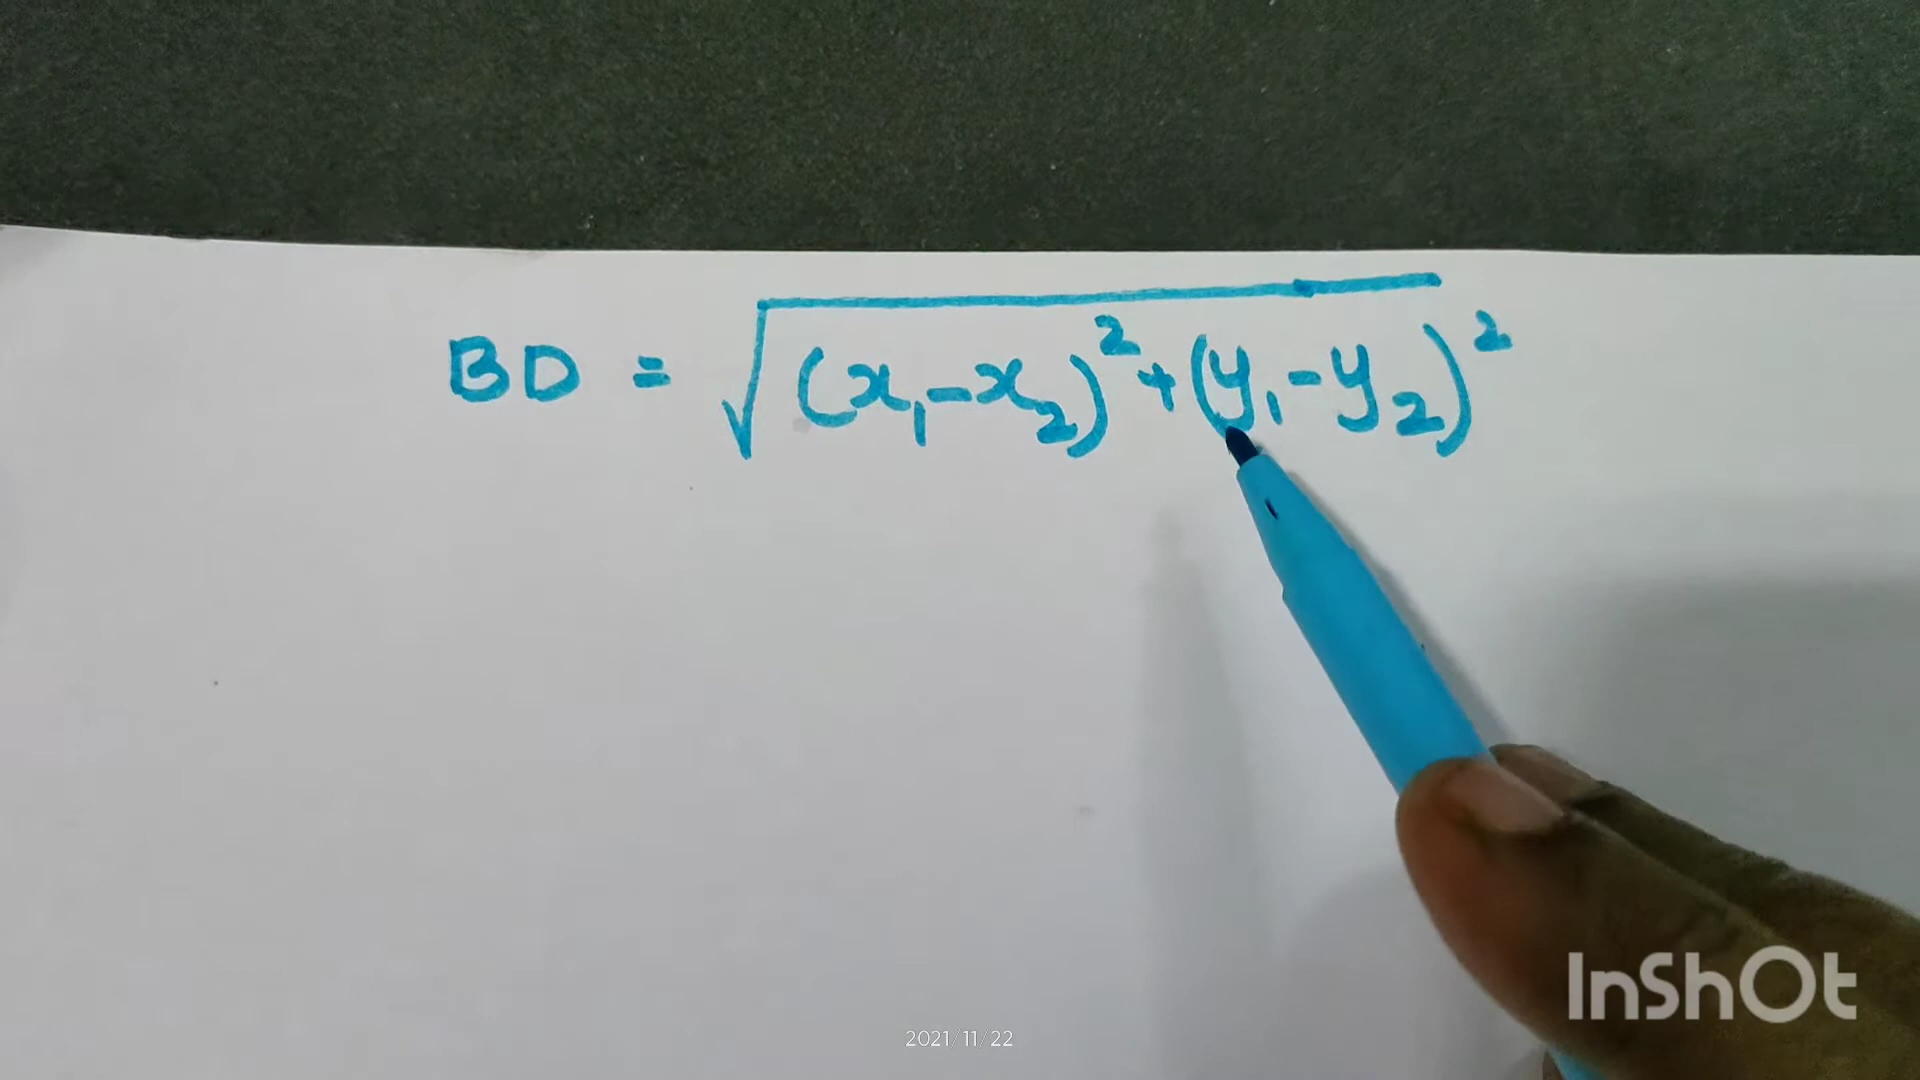 BD = √(x₁-x₂)² + (y₁-y₂)²
InShOt
2021/11/22